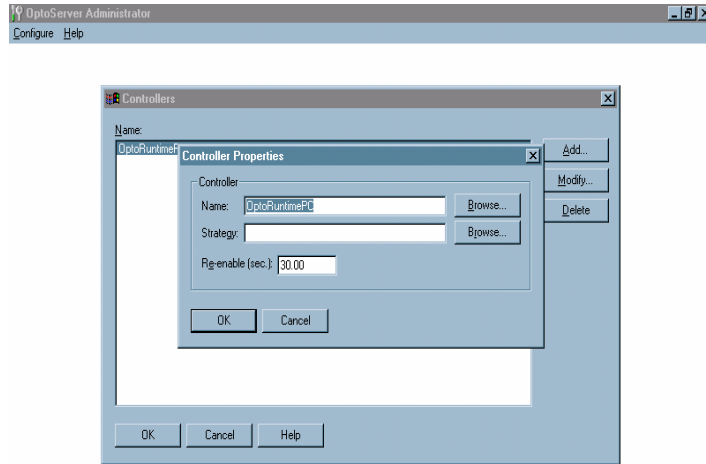 OptoServer Administrator
Configure Help
Controllers
Name:
OptoRuntimeP
Add...
Modify...
Delete
Controller Properties
Controller
Name: OptoRuntimePC Browse...
Strategy: Browse...
Re-enable (sec.): 30.00
OK Cancel
OK Cancel Help